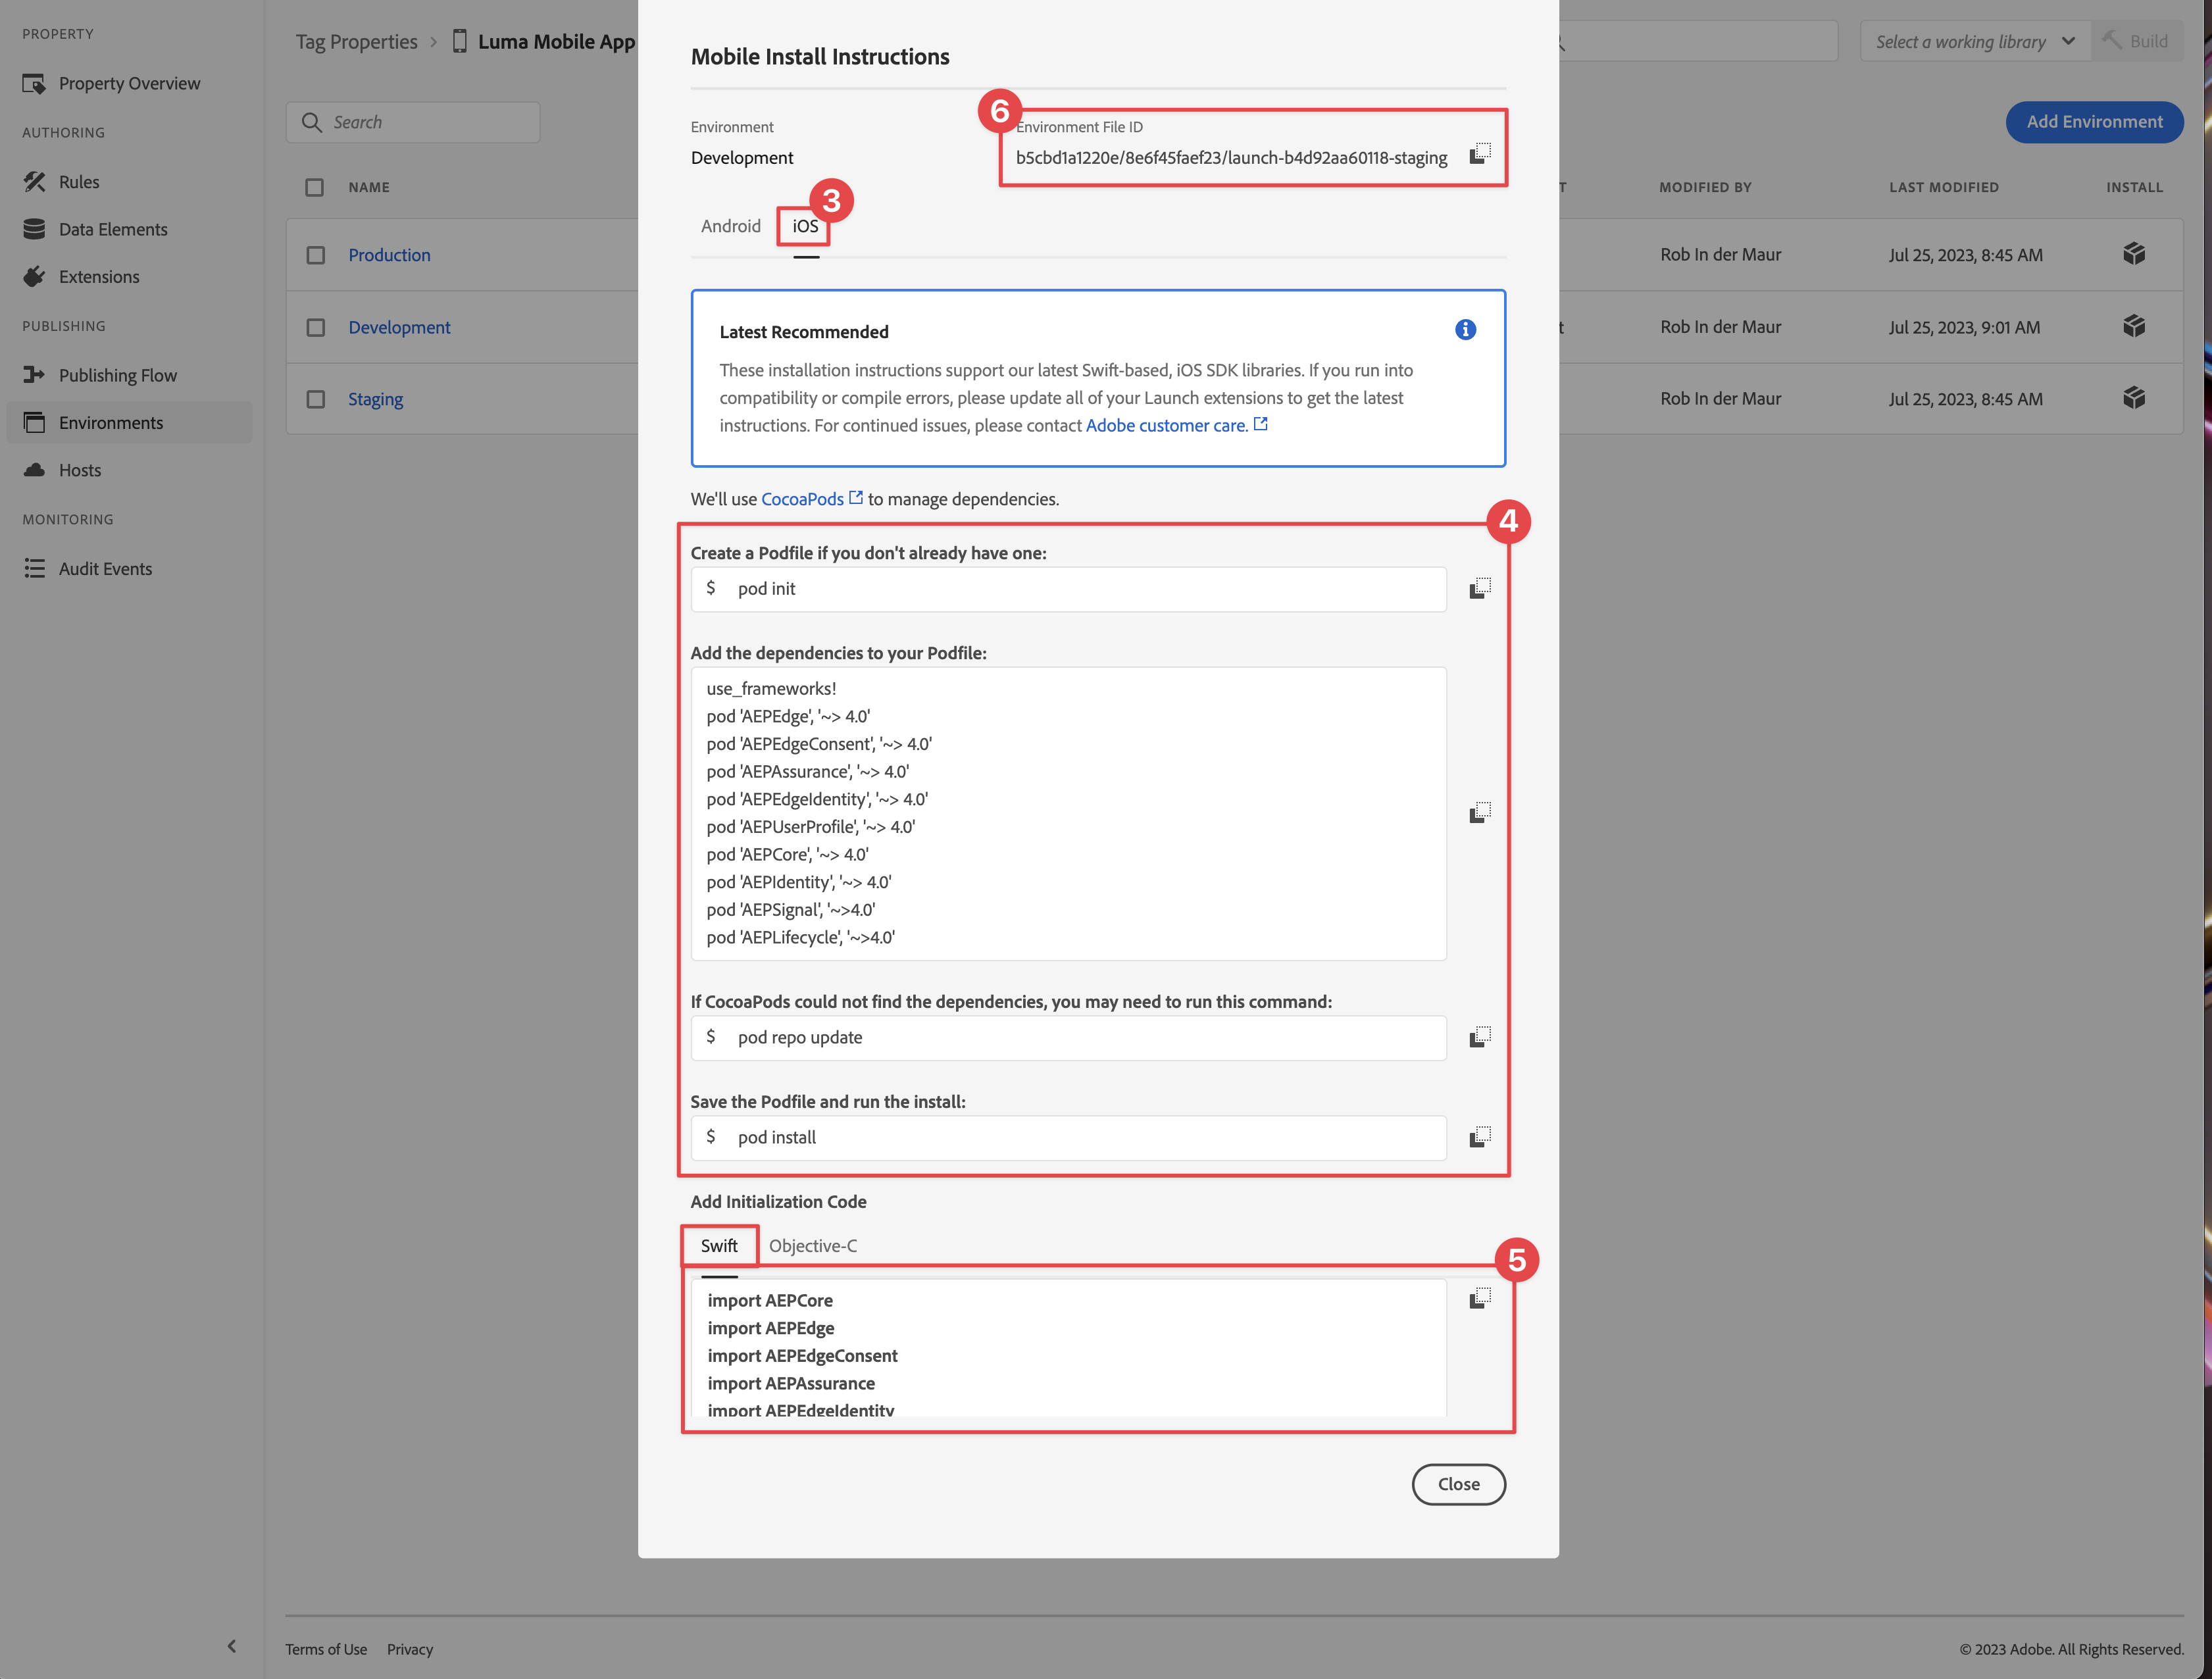 PROPERTY
Property Overview
AUTHORING
Rules
Data Elements
Extensions
PUBLISHING
Publishing Flow
Environments
Hosts
MONITORING
Audit Events
Tag Properties > Luma Mobile App
Select a working library
Build
Search
Add Environment
NAME
T
MODIFIED BY
LAST MODIFIED
INSTALL
Production
Rob In der Maur
Jul 25, 2023, 8:45 AM
Development
t
Rob In der Maur
Jul 25, 2023, 9:01 AM
Staging
Rob In der Maur
Jul 25, 2023, 8:45 AM
Mobile Install Instructions
6
Environment
Development
Environment File ID
b5cbd1a1220e/8e6f45faef23/launch-b4d92aa60118-staging
3
Android
iOS
Latest Recommended
These installation instructions support our latest Swift-based, iOS SDK libraries. If you run into
compatibility or compile errors, please update all of your Launch extensions to get the latest
instructions. For continued issues, please contact Adobe customer care.
We'll use CocoaPods to manage dependencies.
4
Create a Podfile if you don't already have one:
$ pod init
Add the dependencies to your Podfile:
use_frameworks!
pod 'AEPEdge', '~> 4.0'
pod 'AEPEdgeConsent', '~> 4.0'
pod 'AEPAssurance', '~> 4.0'
pod 'AEPEdgeIdentity', '~> 4.0'
pod 'AEPUserProfile', '~> 4.0'
pod 'AEPCore', '~> 4.0'
pod 'AEPIdentity', '~> 4.0'
pod 'AEPSignal', '~>4.0'
pod 'AEPLifecycle', '~>4.0'
If CocoaPods could not find the dependencies, you may need to run this command:
$ pod repo update
Save the Podfile and run the install:
$ pod install
Add Initialization Code
Swift
Objective-C
5
import AEPCore
import AEPEdge
import AEPEdgeConsent
import AEPAssurance
import AEPEdgeIdentity
Close
Terms of Use
Privacy
© 2023 Adobe. All Rights Reserved.